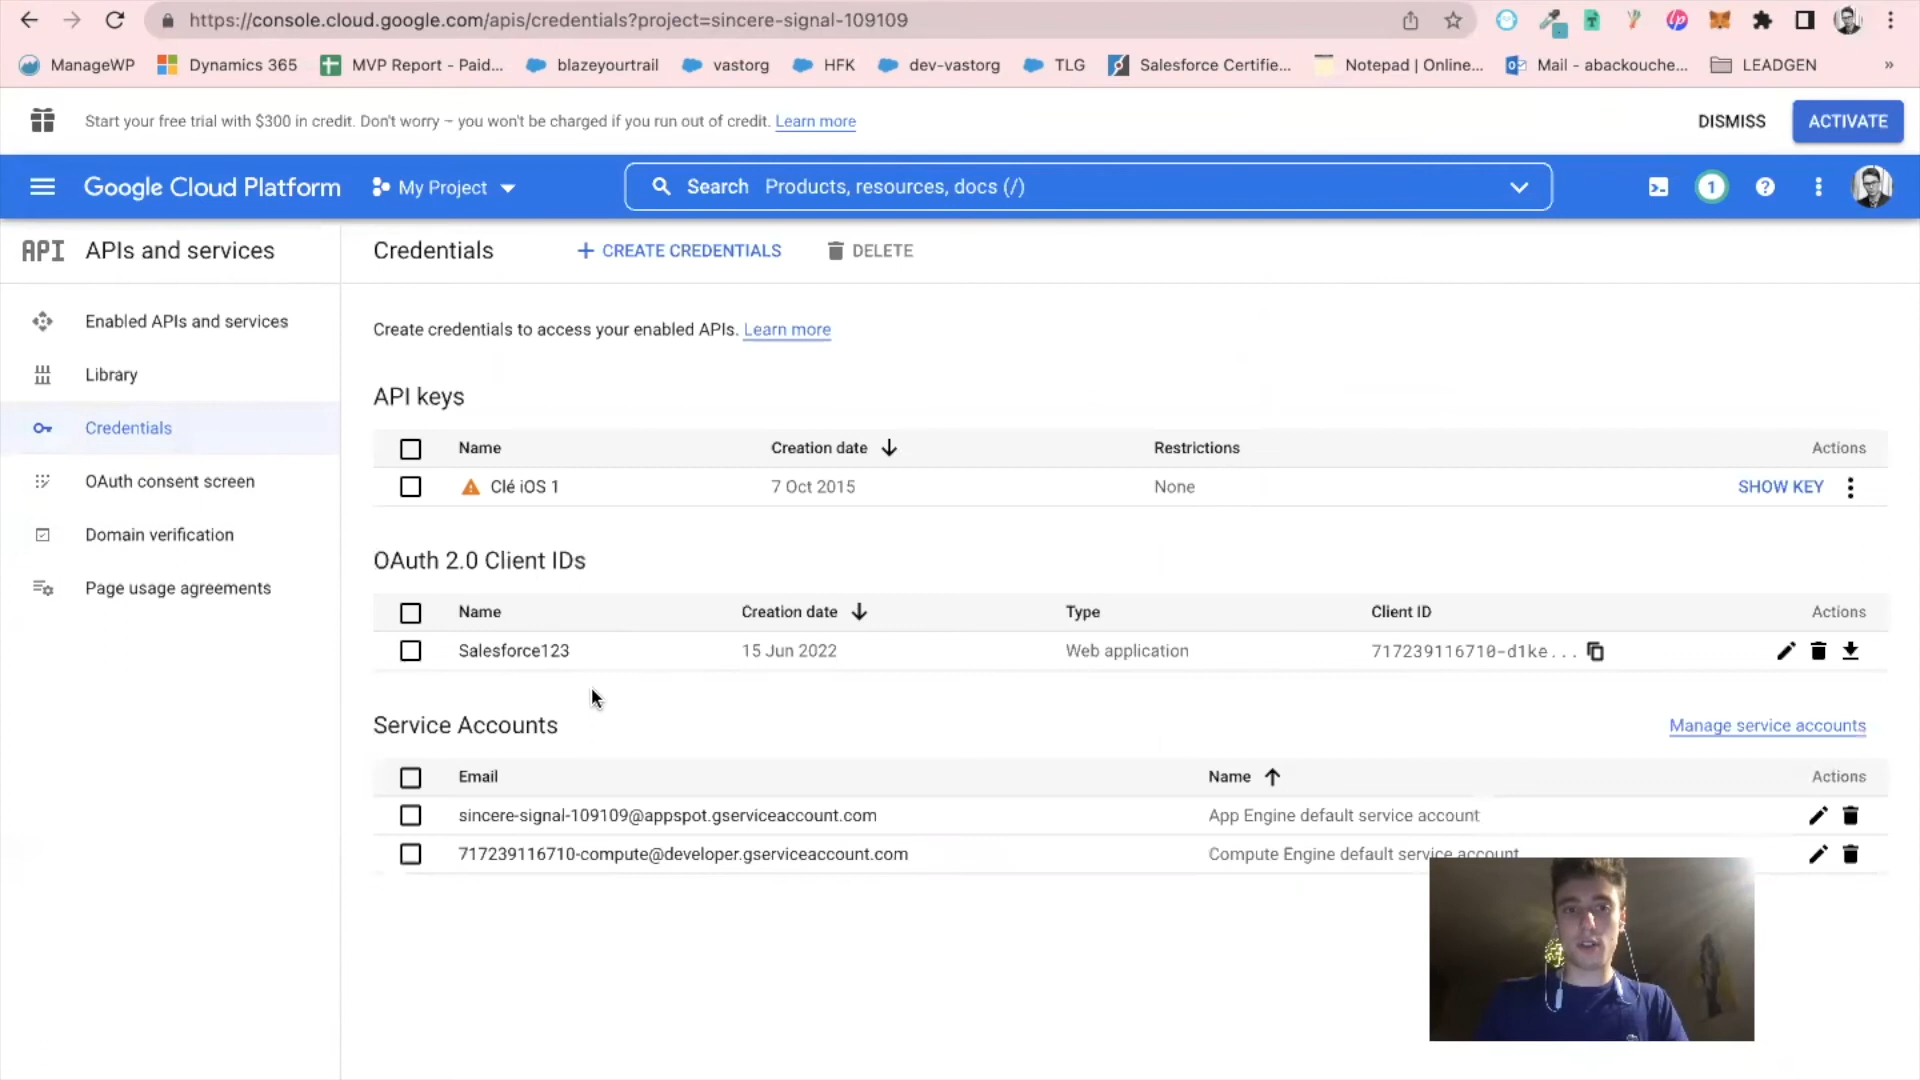 https://console.cloud.google.com/apis/credentials?project=sincere-signal-109109
ManageWP
Dynamics 365
MVP Report - Paid...
blazeyourtrail
vastorg
HFK
dev-vastorg
TLG
Salesforce Certifie...
Notepad | Online...
Mail - abackouche...
LEADGEN
»
Start your free trial with $300 in credit. Don't worry – you won't be charged if you run out of credit. Learn more
DISMISS
ACTIVATE
Google Cloud Platform
My Project
Search Products, resources, docs (/)
1
API APIs and services
Credentials
+ CREATE CREDENTIALS
DELETE
Enabled APIs and services
Library
Credentials
OAuth consent screen
Domain verification
Page usage agreements
Create credentials to access your enabled APIs. Learn more
API keys
Name Creation date Restrictions Actions
Clé iOS 1 7 Oct 2015 None SHOW KEY
OAuth 2.0 Client IDs
Name Creation date Type Client ID Actions
Salesforce123 15 Jun 2022 Web application 717239116710-d1ke...
Service Accounts
Manage service accounts
Email Name Actions
sincere-signal-109109@appspot.gserviceaccount.com App Engine default service account
717239116710-compute@developer.gserviceaccount.com Compute Engine default service account